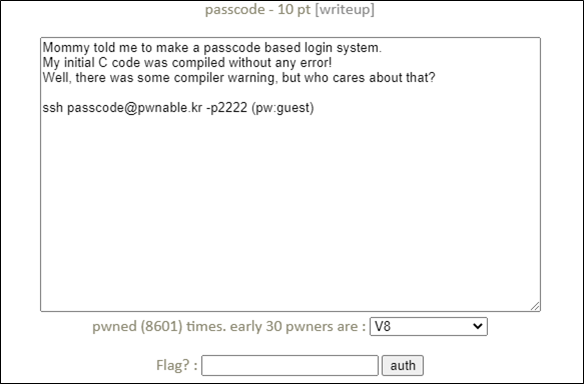 passcode - 10 pt [writeup]
Mommy told me to make a passcode based login system.
My initial C code was compiled without any error!
Well, there was some compiler warning, but who cares about that?
ssh passcode@pwnable.kr -p2222 (pw:guest)
pwned (8601) times. early 30 pwners are : V8
Flag? : auth